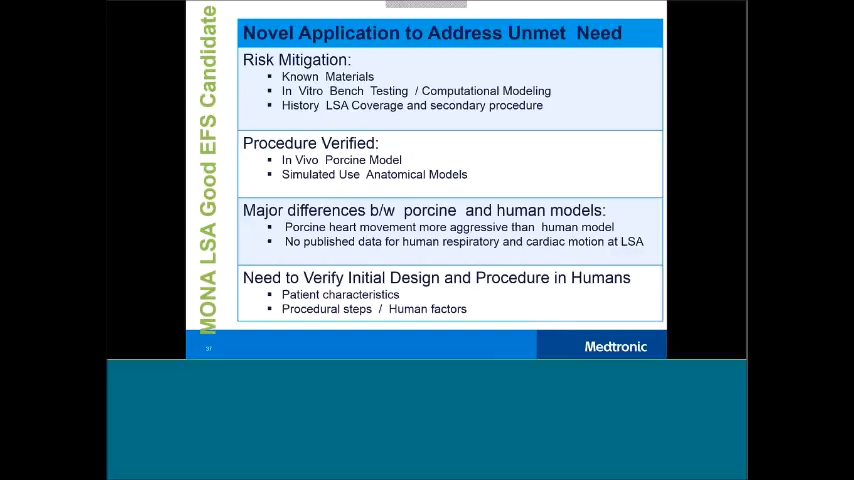 MONA LSA Good EFS Candidate
Novel Application to Address Unmet Need
Risk Mitigation:
▪ Known Materials
▪ In Vitro Bench Testing / Computational Modeling
▪ History LSA Coverage and secondary procedure
Procedure Verified:
▪ In Vivo Porcine Model
▪ Simulated Use Anatomical Models
Major differences b/w porcine and human models:
▪ Porcine heart movement more aggressive than human model
▪ No published data for human respiratory and cardiac motion at LSA
Need to Verify Initial Design and Procedure in Humans
▪ Patient characteristics
▪ Procedural steps / Human factors
37
Medtronic